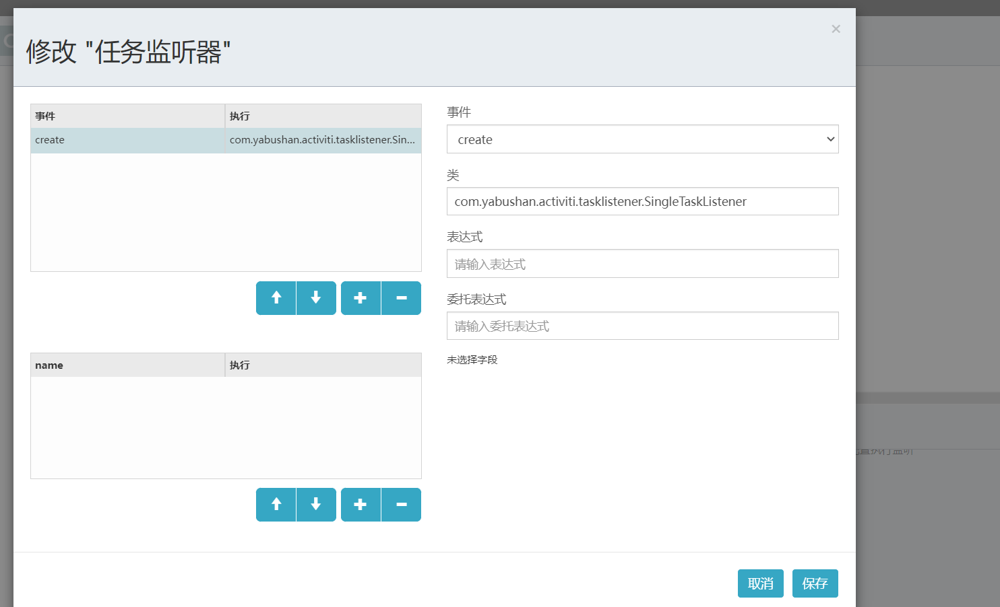 修改 "任务监听器"
×
事件 执行
create com.yabushan.activiti.tasklistener.Sin...
name 执行
事件
create
类
com.yabushan.activiti.tasklistener.SingleTaskListener
表达式
请输入表达式
委托表达式
请输入委托表达式
未选择字段
取消 保存